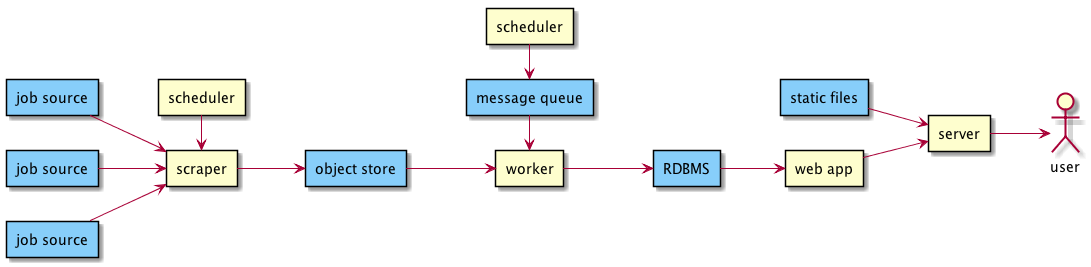 scheduler
job source
scheduler
message queue
static files
server
user
job source
scraper
object store
worker
RDBMS
web app
job source